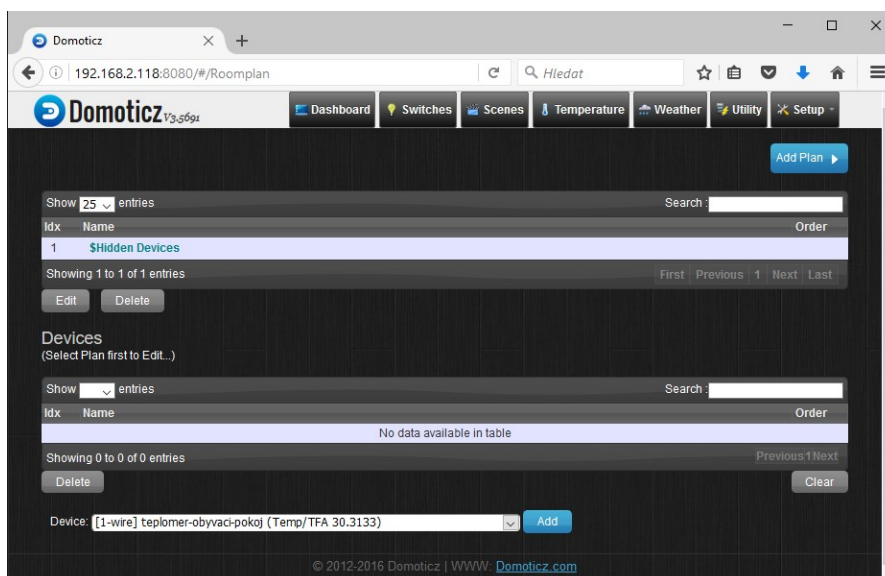 Domoticz
192.168.2.118:8080/#/Roomplan
Hledat
Domoticz V3.5691
Dashboard Switches Scenes Temperature Weather Utility Setup
Add Plan
Show 25 entries Search :
Idx Name Order
1 $Hidden Devices
Showing 1 to 1 of 1 entries First Previous 1 Next Last
Edit Delete
Devices
(Select Plan first to Edit...)
Show entries Search :
Idx Name Order
No data available in table
Showing 0 to 0 of 0 entries Previous 1 Next
Delete Clear
Device: [1-wire] teplomer-obyvaci-pokoj (Temp/TFA 30.3133) Add
© 2012-2016 Domoticz | WWW: Domoticz.com